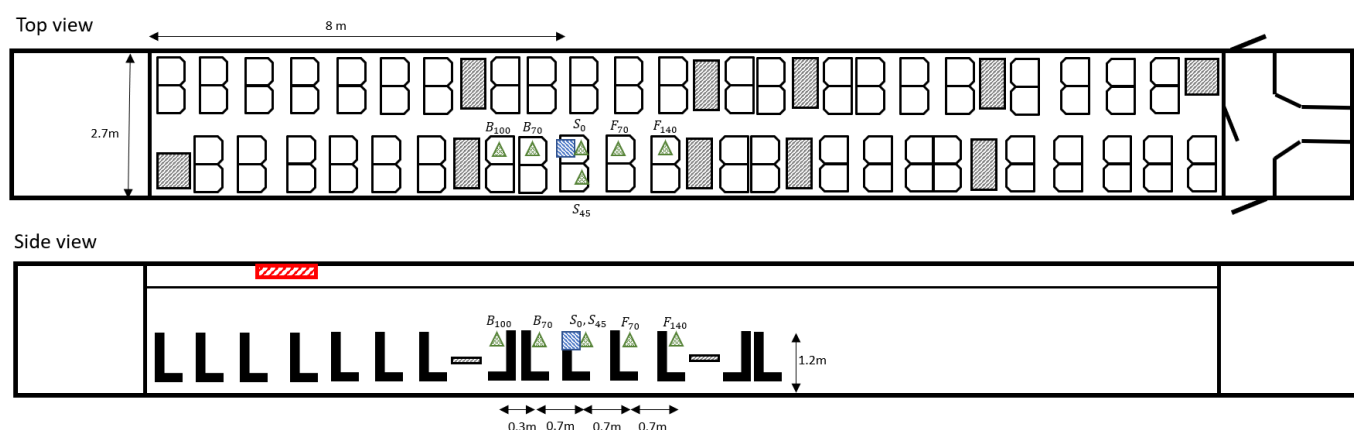 Top view
8 m
2.7m
B₁₀₀ B₇₀ S₀ F₇₀ F₁₄₀
S₄₅
Side view
B₁₀₀ B₇₀ S₀, S₄₅ F₇₀ F₁₄₀
1.2m
0.3m 0.7m 0.7m 0.7m